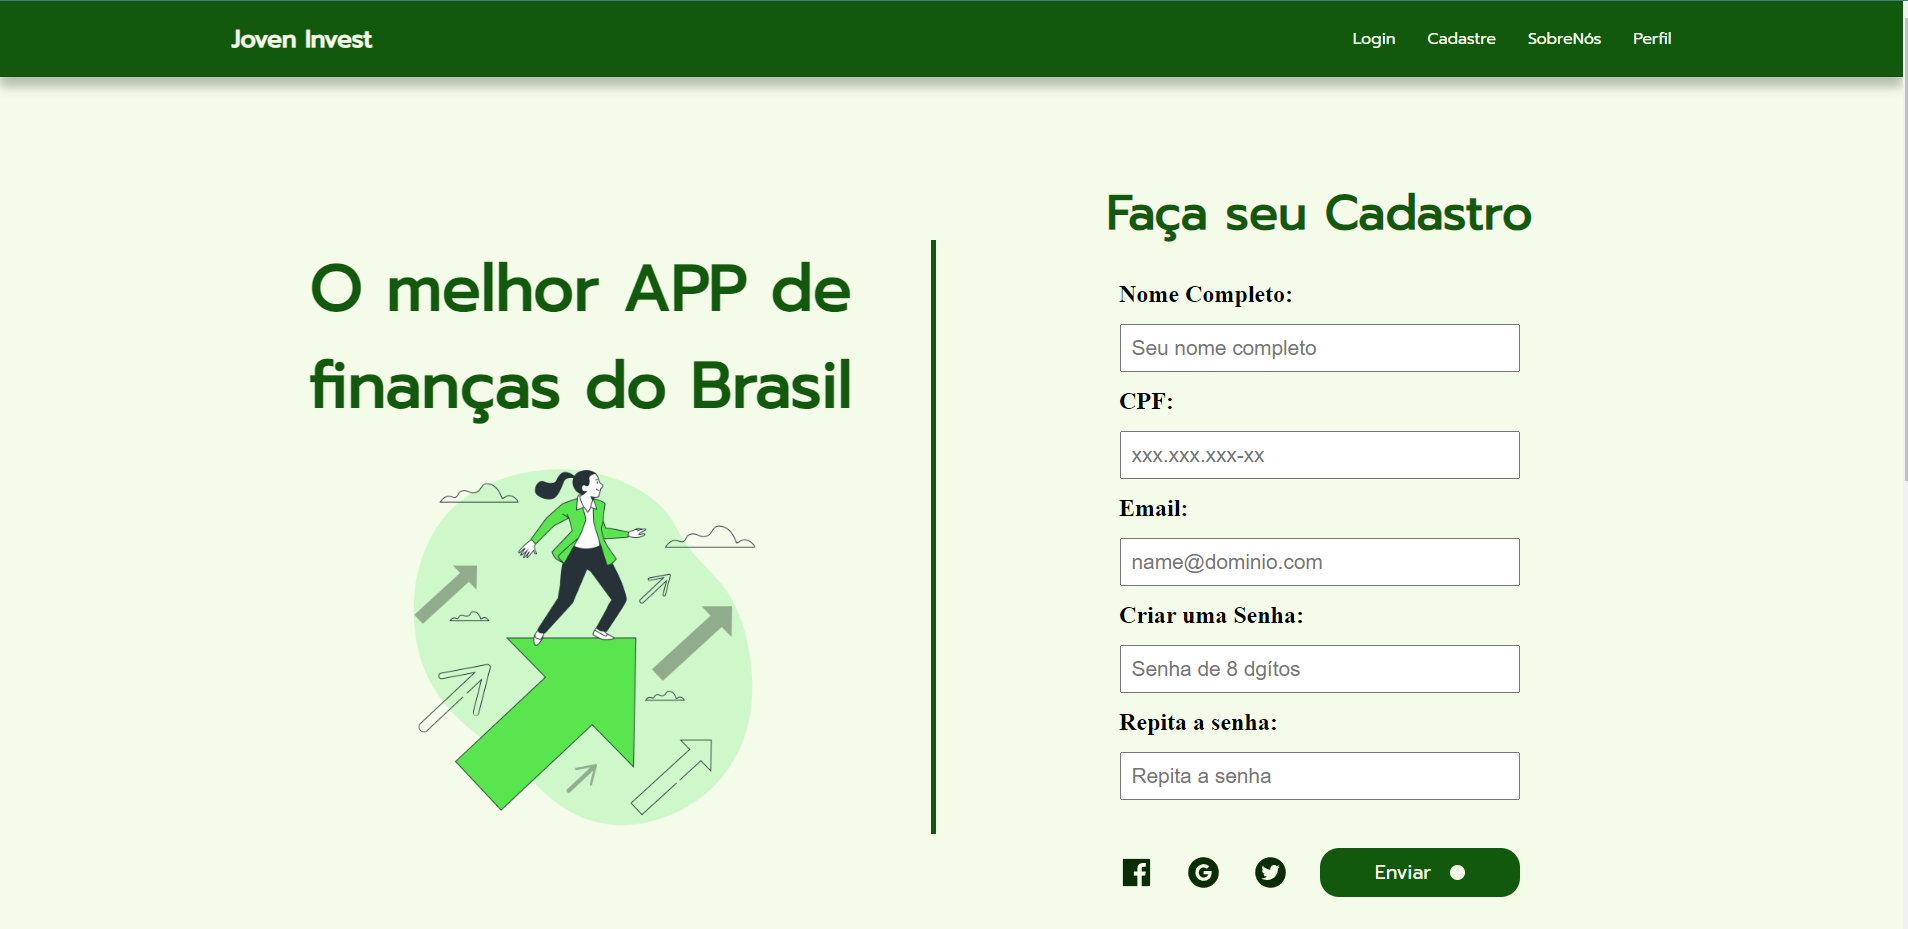 Joven Invest
Login Cadastre SobreNós Perfil
O melhor APP de
finanças do Brasil
Faça seu Cadastro
Nome Completo:
Seu nome completo
CPF:
xxx.xxx.xxx-xx
Email:
name@dominio.com
Criar uma Senha:
Senha de 8 dgítos
Repita a senha:
Repita a senha
Enviar